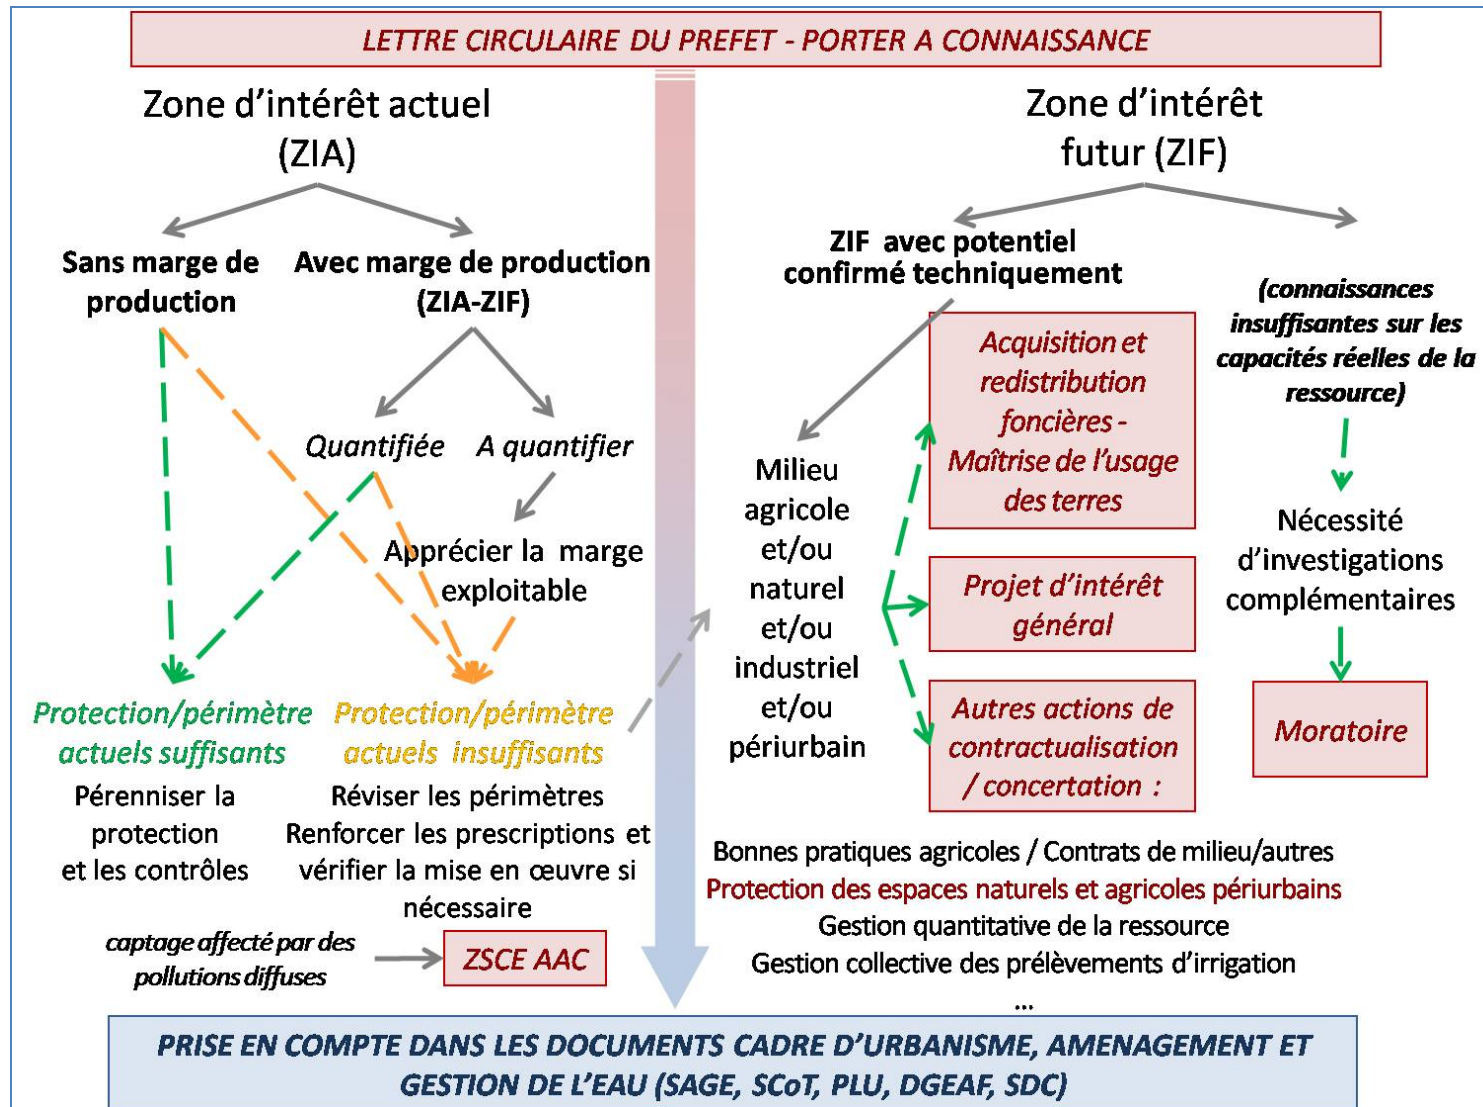 LETTRE CIRCULAIRE DU PREFET - PORTER A CONNAISSANCE
Zone d'intérêt actuel
(ZIA)
Sans marge de
production
Avec marge de production
(ZIA-ZIF)
Quantifiée
A quantifier
Apprécier la marge
exploitable
Protection/périmètre
actuels suffisants
Pérenniser la
protection
et les contrôles
Protection/périmètre
actuels insuffisants
Réviser les périmètres
Renforcer les prescriptions et
vérifier la mise en œuvre si
nécessaire
captage affecté par des
pollutions diffuses
ZSCE AAC
Zone d'intérêt
futur (ZIF)
ZIF avec potentiel
confirmé techniquement
(connaissances
insuffisantes sur les
capacités réelles de la
ressource)
Milieu
agricole
et/ou
naturel
et/ou
industriel
et/ou
périurbain
Acquisition et
redistribution
foncières -
Maîtrise de l'usage
des terres
Projet d'intérêt
général
Autres actions de
contractualisation
/ concertation :
Nécessité
d'investigations
complémentaires
Moratoire
Bonnes pratiques agricoles / Contrats de milieu/autres
Protection des espaces naturels et agricoles périurbains
Gestion quantitative de la ressource
Gestion collective des prélèvements d'irrigation
...
PRISE EN COMPTE DANS LES DOCUMENTS CADRE D'URBANISME, AMENAGEMENT ET
GESTION DE L'EAU (SAGE, SCoT, PLU, DGEAF, SDC)